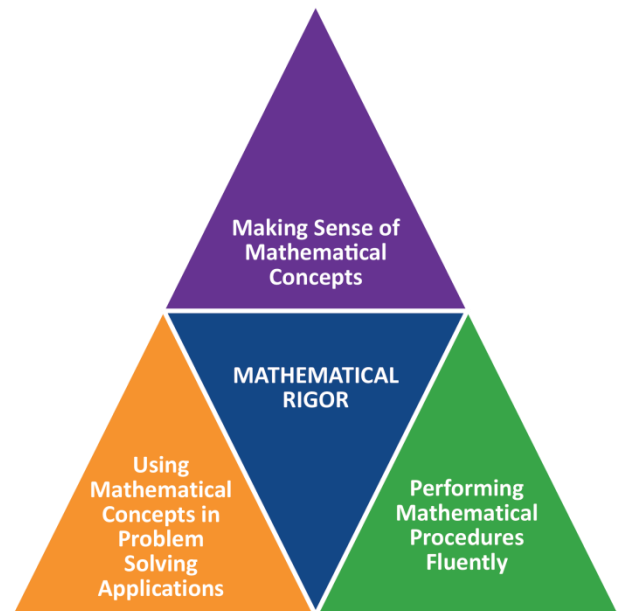 Making Sense of
Mathematical
Concepts
MATHEMATICAL
RIGOR
Using
Mathematical
Concepts in
Problem
Solving
Applications
Performing
Mathematical
Procedures
Fluently